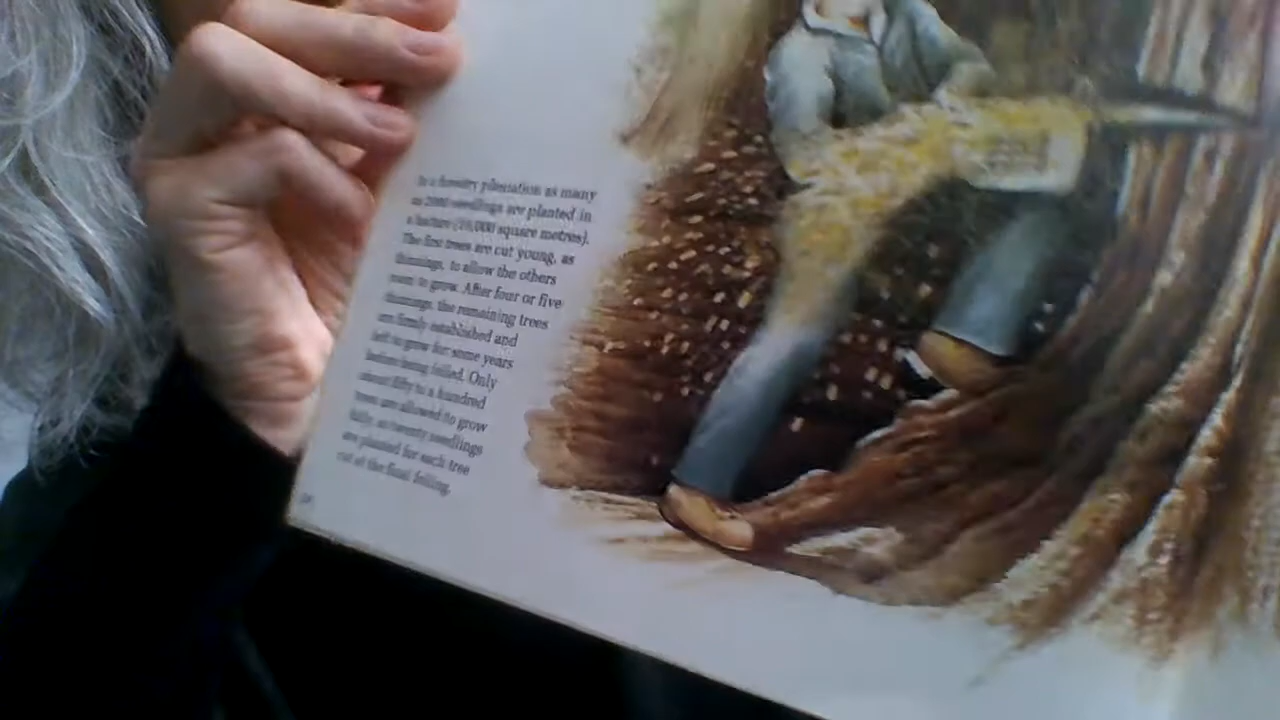 In a forestry plantation as many
as 2000 seedlings are planted in
a hectare (10,000 square metres).
The first trees are cut young, as
thinnings, to allow the others
room to grow. After four or five
thinnings, the remaining trees
are firmly established and
left to grow for some years
before being felled. Only
about fifty to a hundred
trees are allowed to grow
fully, so twenty seedlings
are planted for each tree
cut at the final felling.